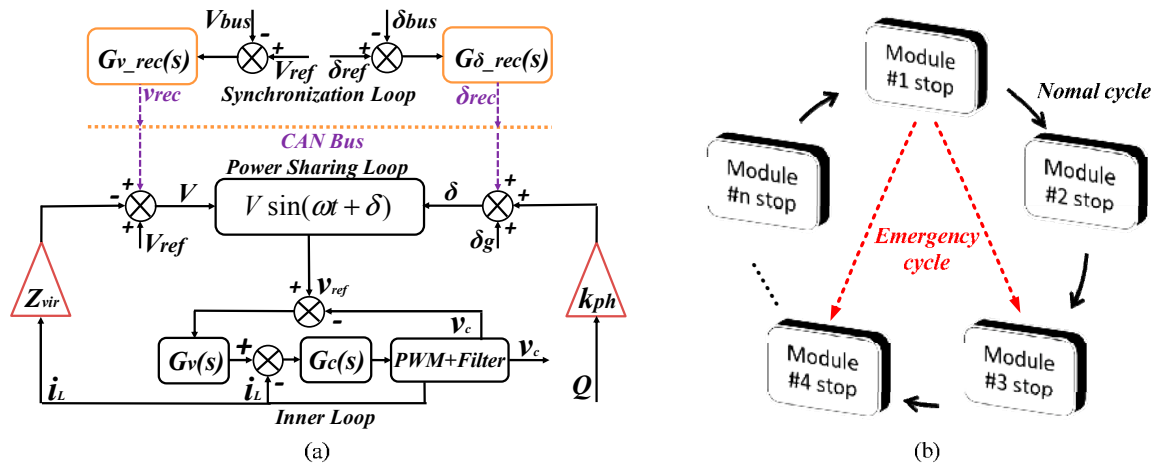 Vbus
δbus
Gv_rec(s)
-
+
Vref
-
+
δref
Gδ_rec(s)
vrec
Synchronization Loop
δrec
CAN Bus
Power Sharing Loop
+
-
+
V
Vref
V sin(ωt + δ)
δ
+
+
+
δg
Zvir
kph
+
vref
-
vc
Gv(s)
+
-
Gc(s)
PWM+Filter
vc
iL
iL
Q
Inner Loop
(a)
Module
#1 stop
Nomal cycle
Module
#n stop
Module
#2 stop
Emergency
cycle
Module
#4 stop
Module
#3 stop
(b)